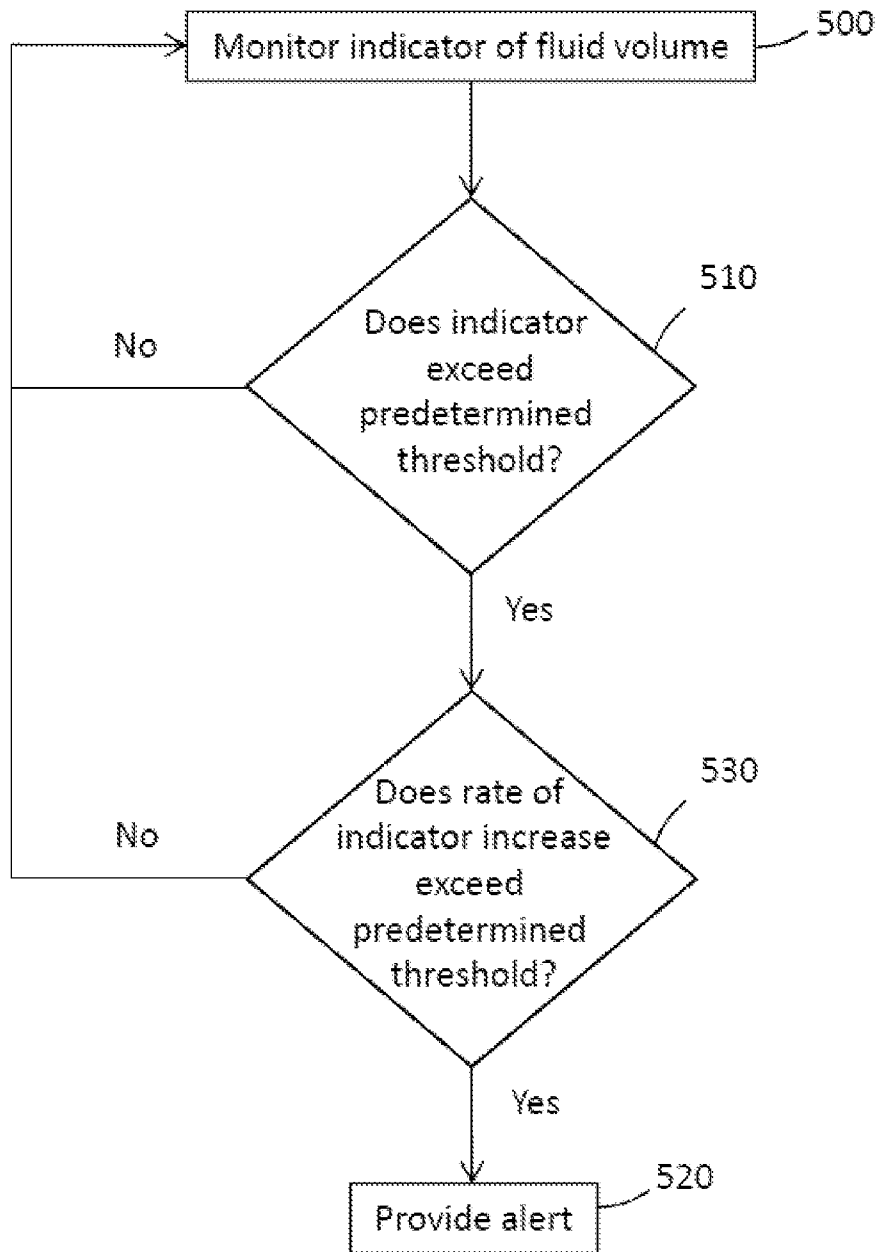 Monitor indicator of fluid volume
500
510
Does indicator
exceed
predetermined
threshold?
No
Yes
530
Does rate of
indicator increase
exceed
predetermined
threshold?
No
Yes
520
Provide alert